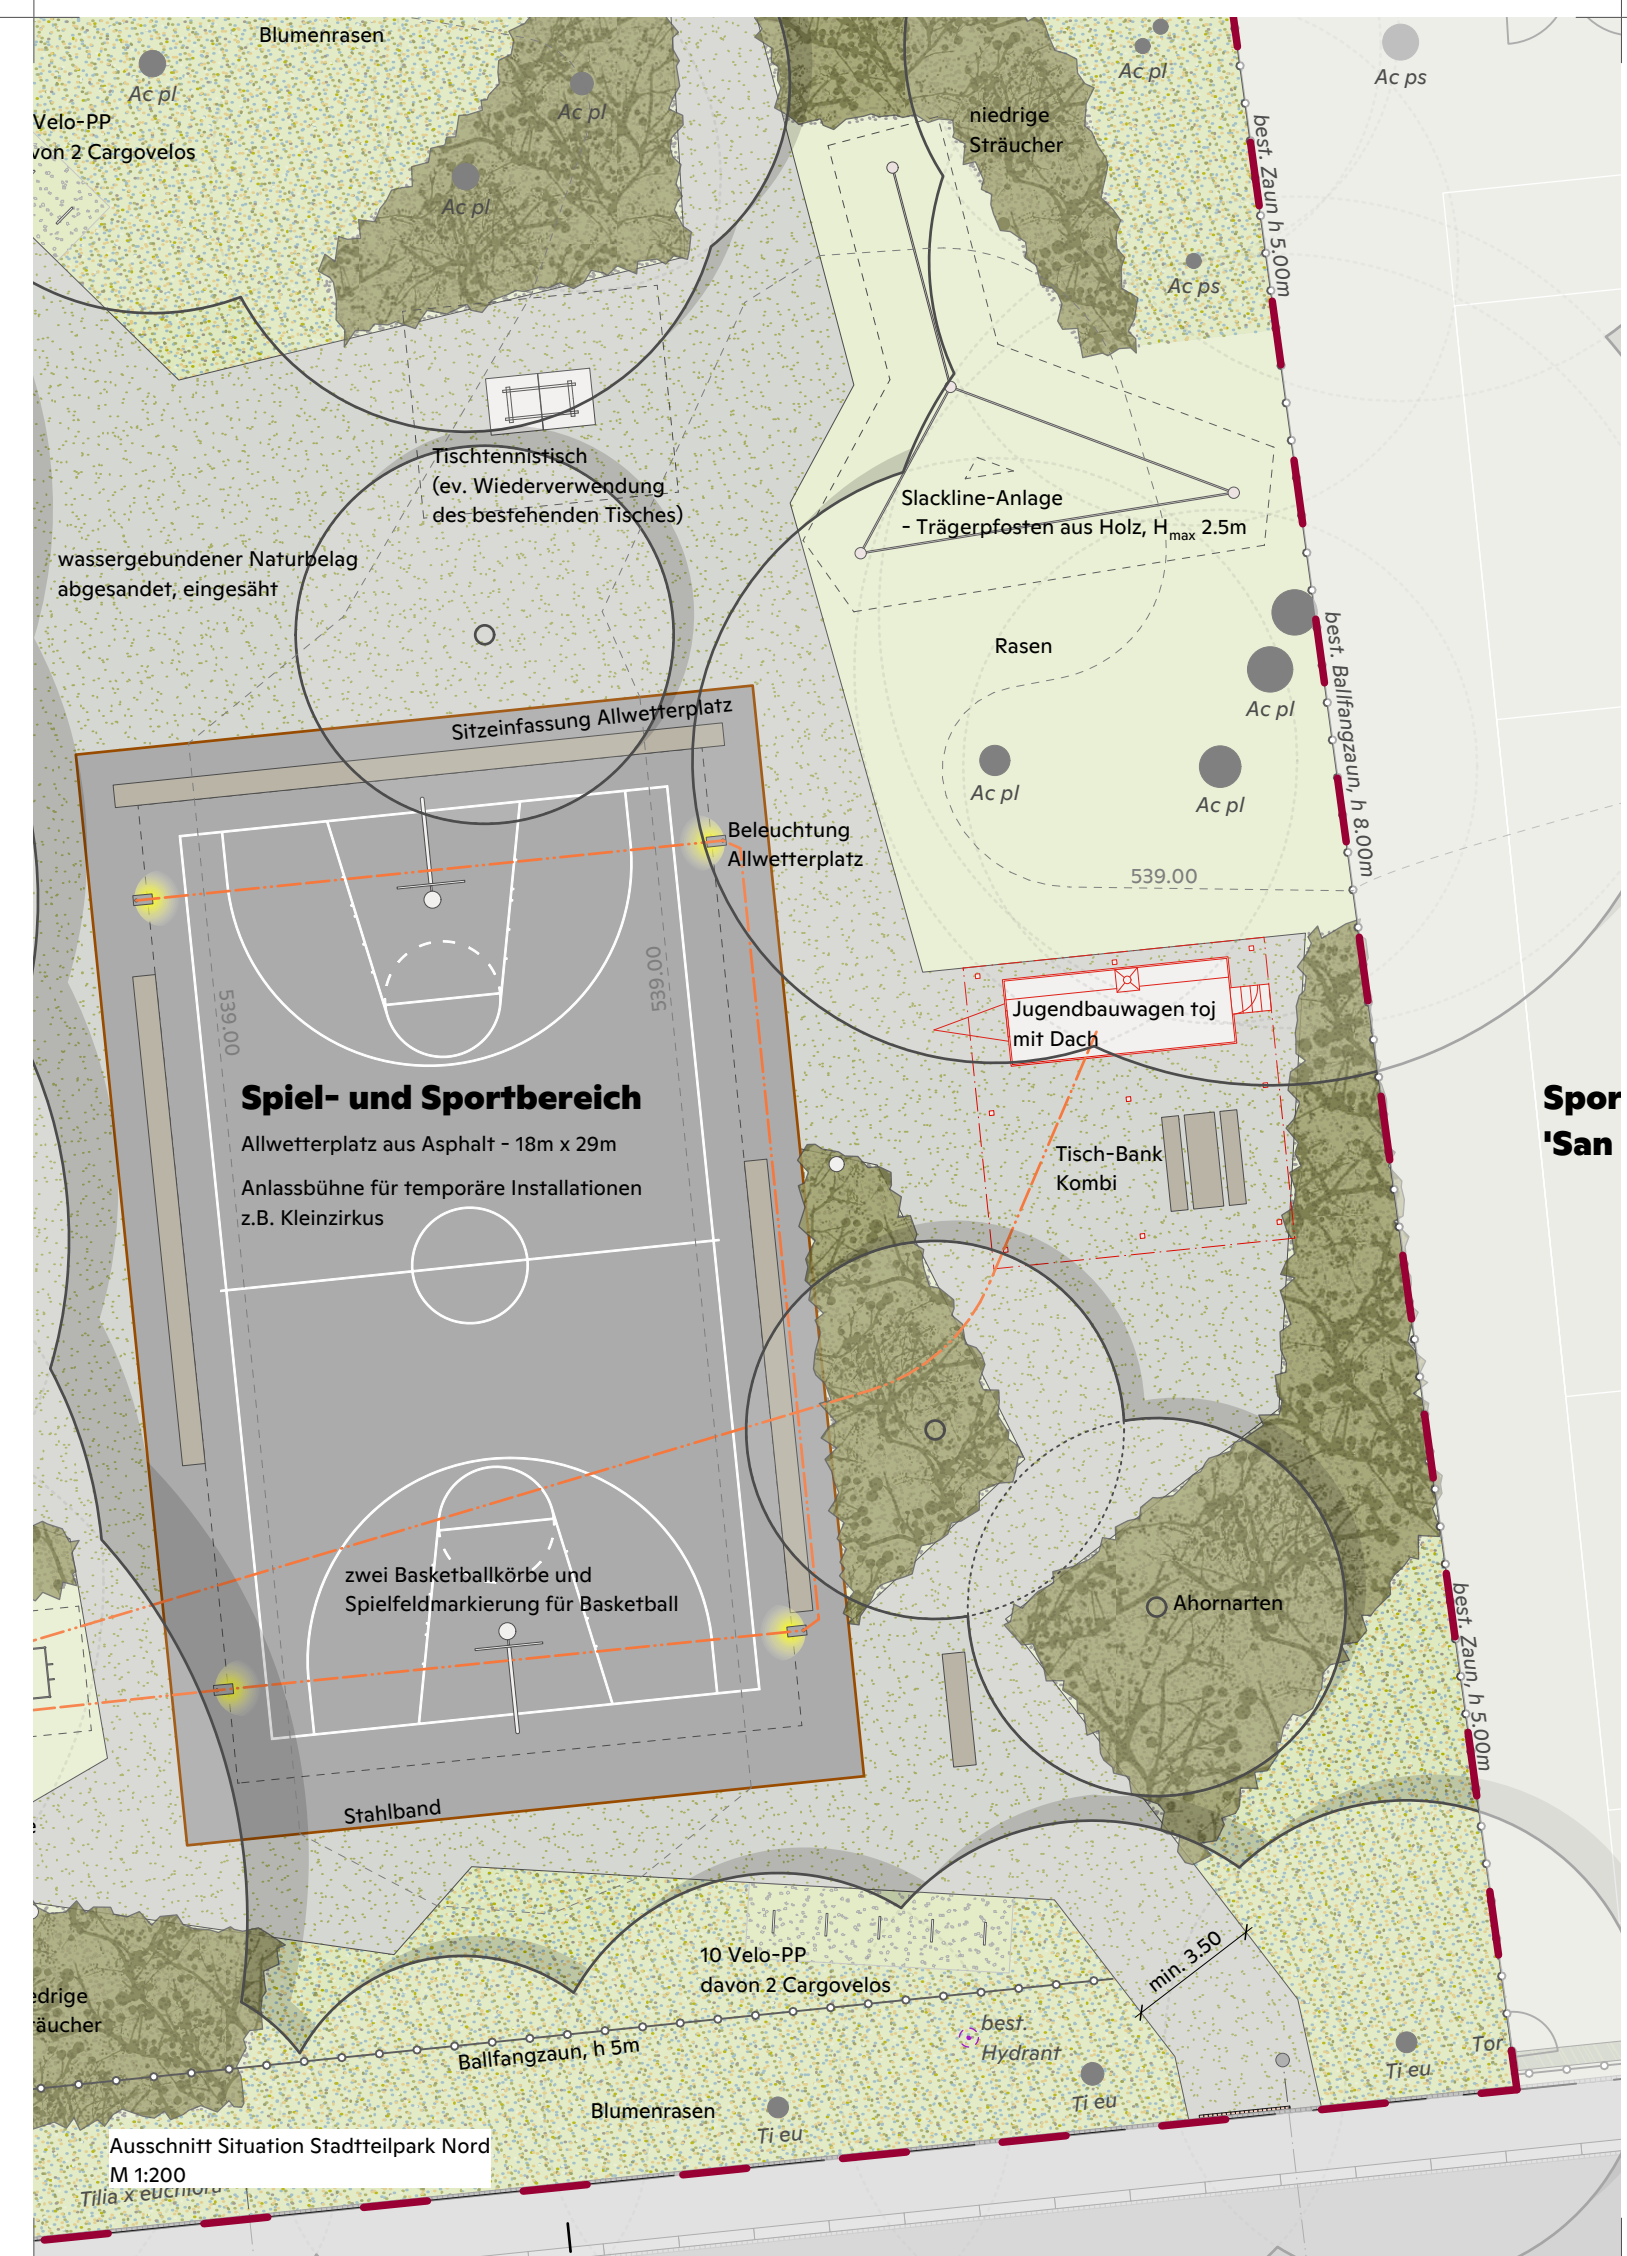 Blumenrasen
Ac pl
Ac pl
Ac pl
Ac ps
Ac pl
Velo-PP
von 2 Cargovelos
niedrige
Sträucher
best. Zaun h 5.00m
Ac pl
Ac ps
Tischtennistisch
(ev. Wiederverwendung
des bestehenden Tisches)
Slackline-Anlage
- Trägerpfosten aus Holz, Hmax 2.5m
wassergebundener Naturbelag
abgesandet, eingesäht
Rasen
best. Ballfangzaun, h 8.00m
Ac pl
Sitzeinfassung Allwetterplatz
Ac pl
Ac pl
Beleuchtung
Allwetterplatz
539.00
539.00
539.00
Jugendbauwagen toj
mit Dach
Spiel- und Sportbereich
Allwetterplatz aus Asphalt - 18m x 29m
Anlassbühne für temporäre Installationen
z.B. Kleinzirkus
Spor
'San
Tisch-Bank
Kombi
zwei Basketballkörbe und
Spielfeldmarkierung für Basketball
Ahornarten
best. Zaun, h 5.00m
Stahlband
10 Velo-PP
davon 2 Cargovelos
min. 3.50
edrige
räucher
best.
Hydrant
Ballfangzaun, h 5m
Tor
Ti eu
Ti eu
Blumenrasen
Ti eu
Ausschnitt Situation Stadtteilpark Nord
M 1:200
Tilia x euchlora